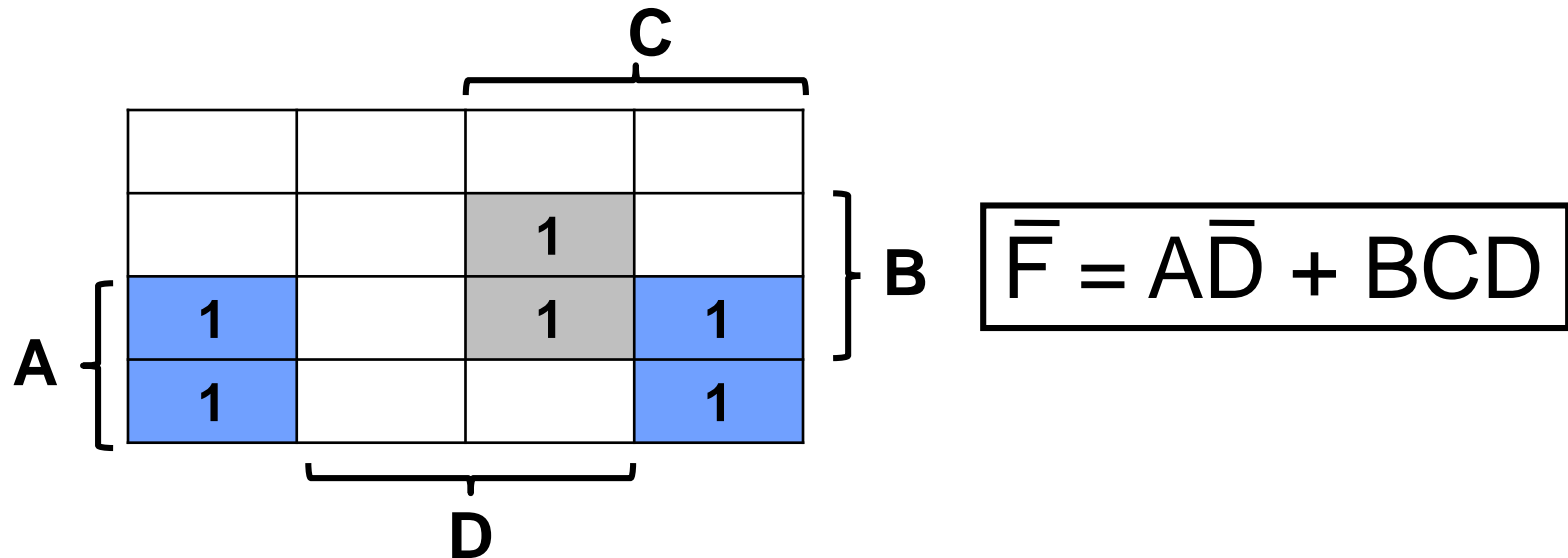 C
1
1 1 1
1 1
A
B
D
F̅ = AD̅ + BCD